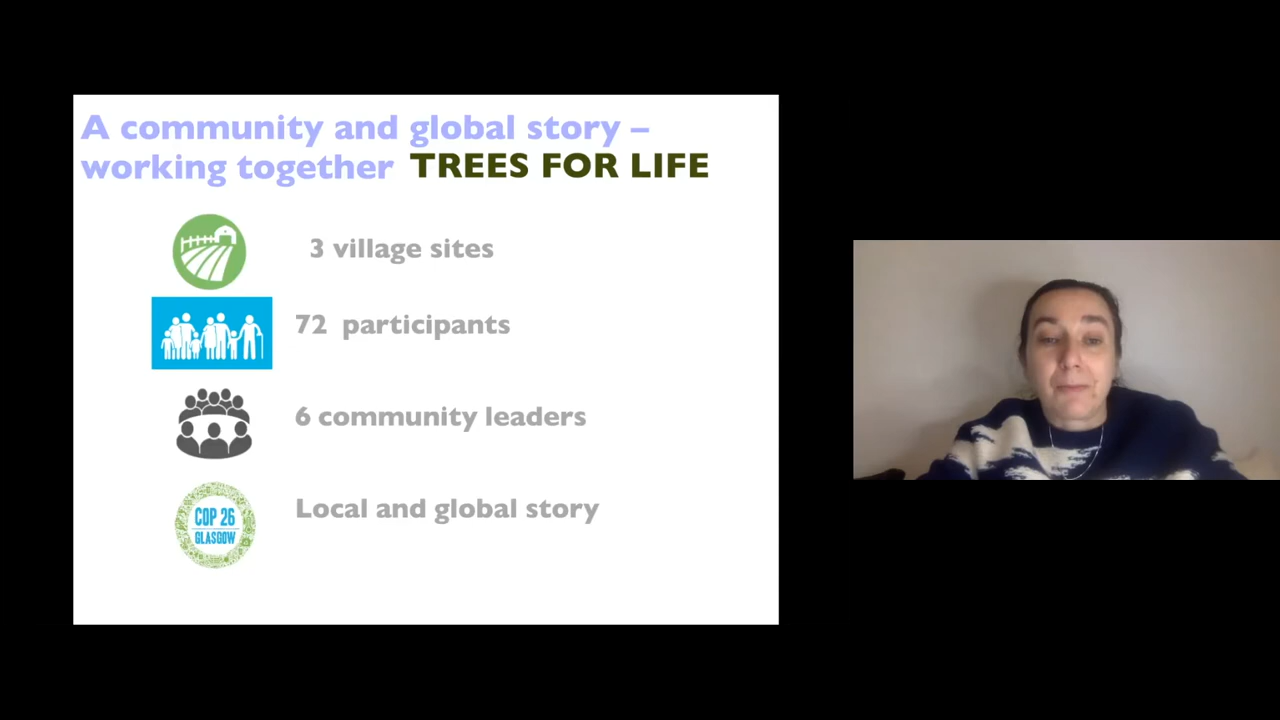 A community and global story –
working together TREES FOR LIFE
3 village sites
72 participants
6 community leaders
COP 26
GLASGOW
Local and global story